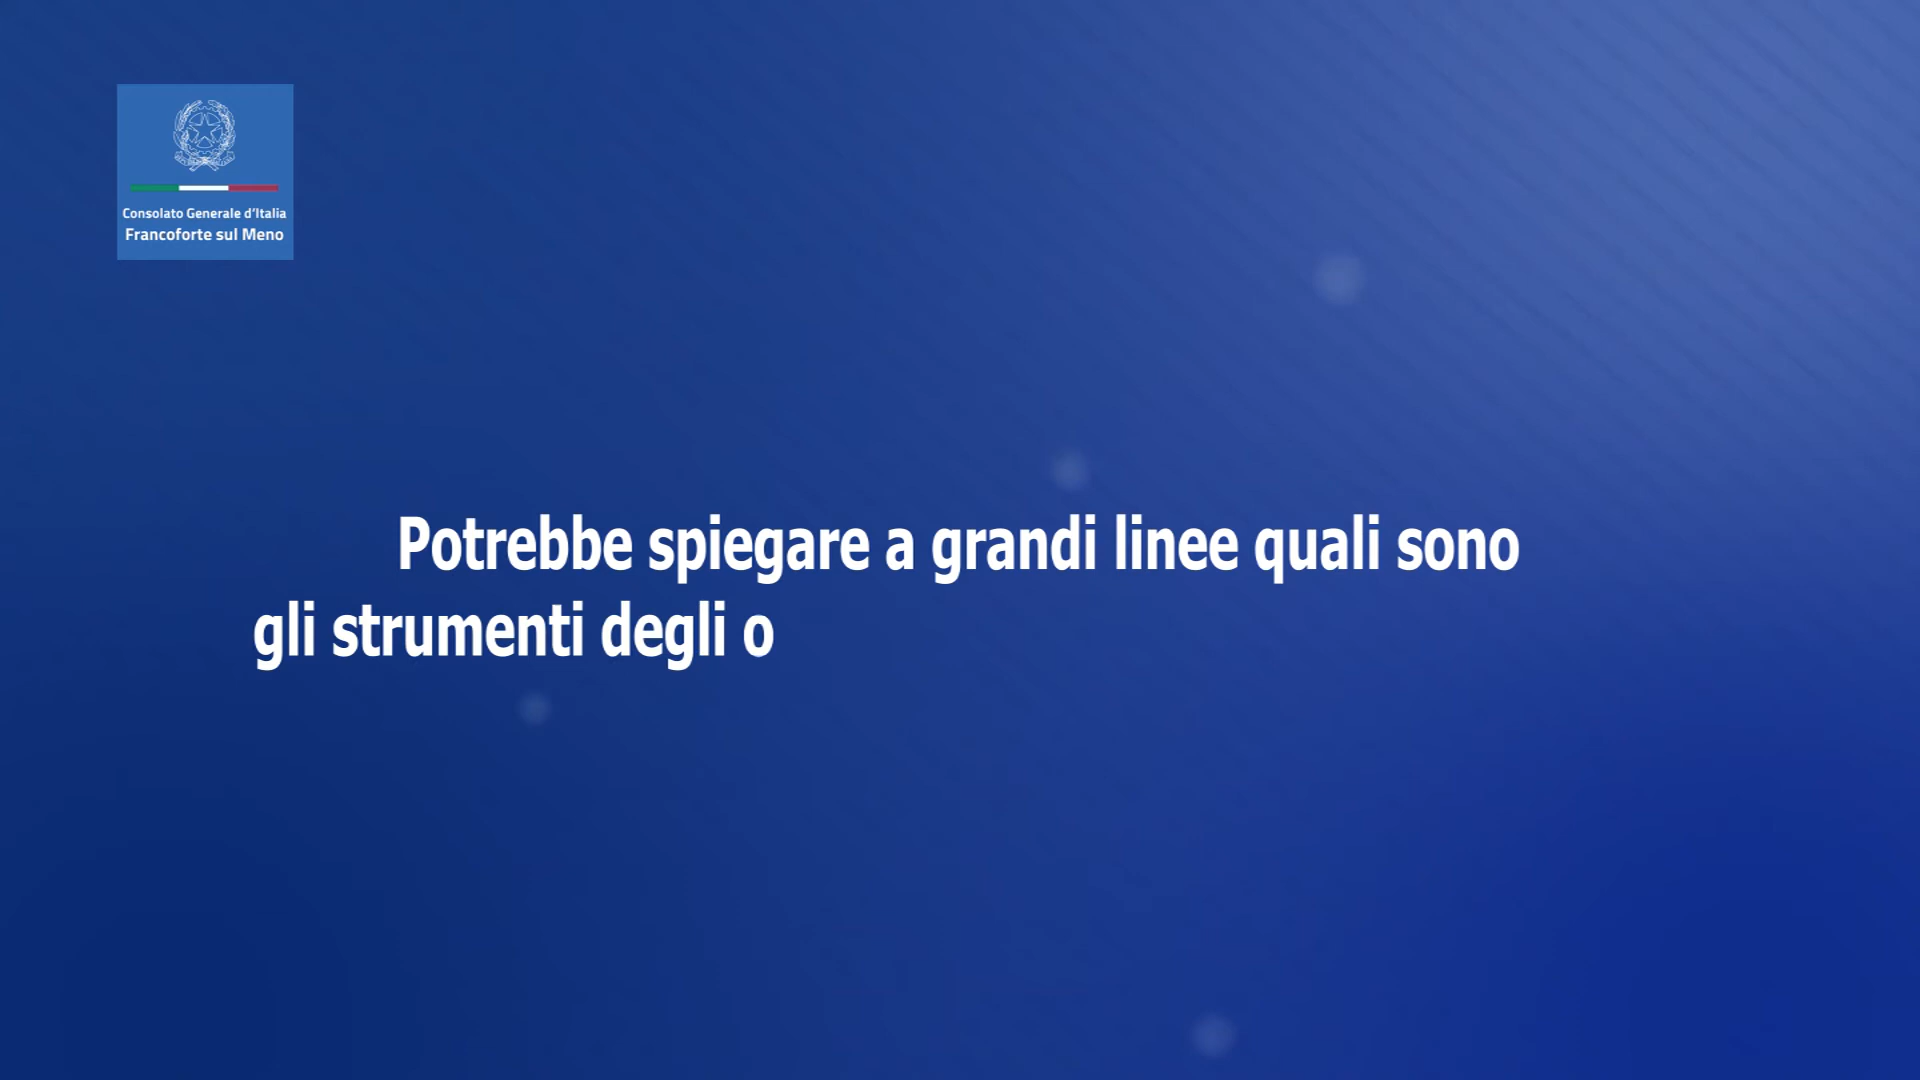 Consolato Generale d'Italia
Francoforte sul Meno
Potrebbe spiegare a grandi linee quali sono
gli strumenti degli o